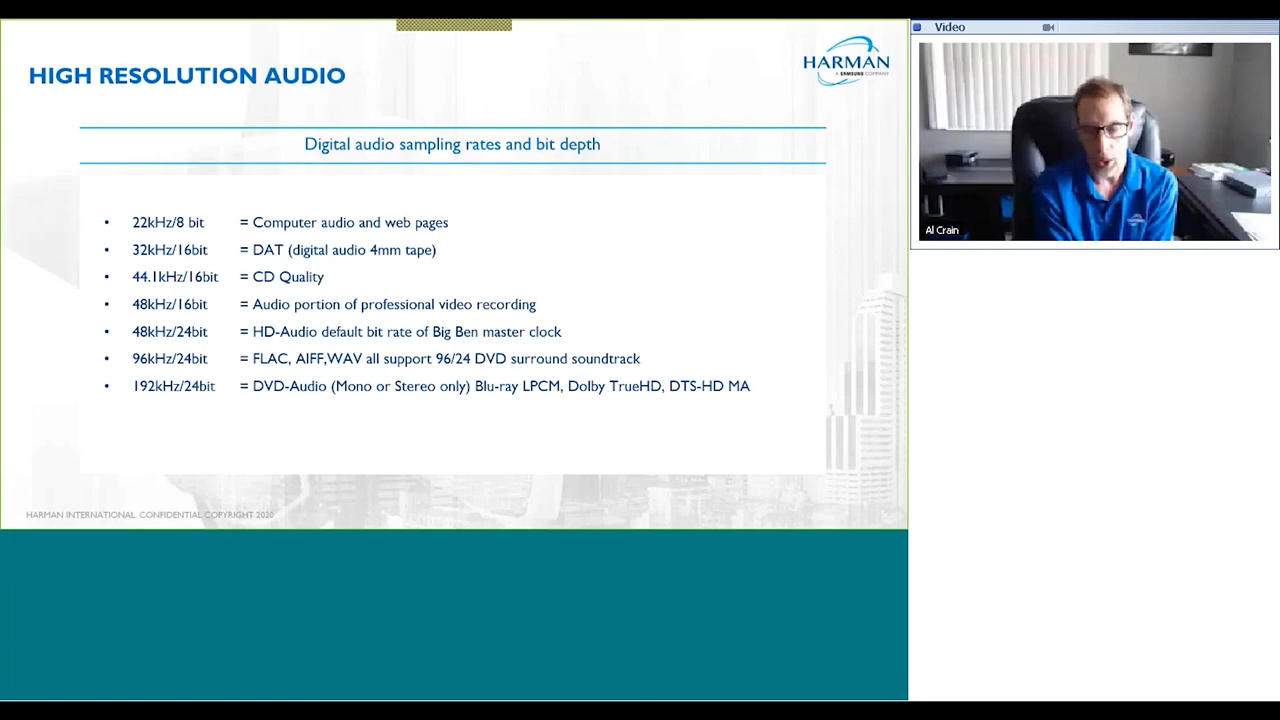 HIGH RESOLUTION AUDIO
HARMAN
A SAMSUNG COMPANY
Digital audio sampling rates and bit depth
• 22kHz/8 bit = Computer audio and web pages
• 32kHz/16bit = DAT (digital audio 4mm tape)
• 44.1kHz/16bit = CD Quality
• 48kHz/16bit = Audio portion of professional video recording
• 48kHz/24bit = HD-Audio default bit rate of Big Ben master clock
• 96kHz/24bit = FLAC, AIFF,WAV all support 96/24 DVD surround soundtrack
• 192kHz/24bit = DVD-Audio (Mono or Stereo only) Blu-ray LPCM, Dolby TrueHD, DTS-HD MA
HARMAN INTERNATIONAL. CONFIDENTIAL. COPYRIGHT 2020
Video
Al Crain